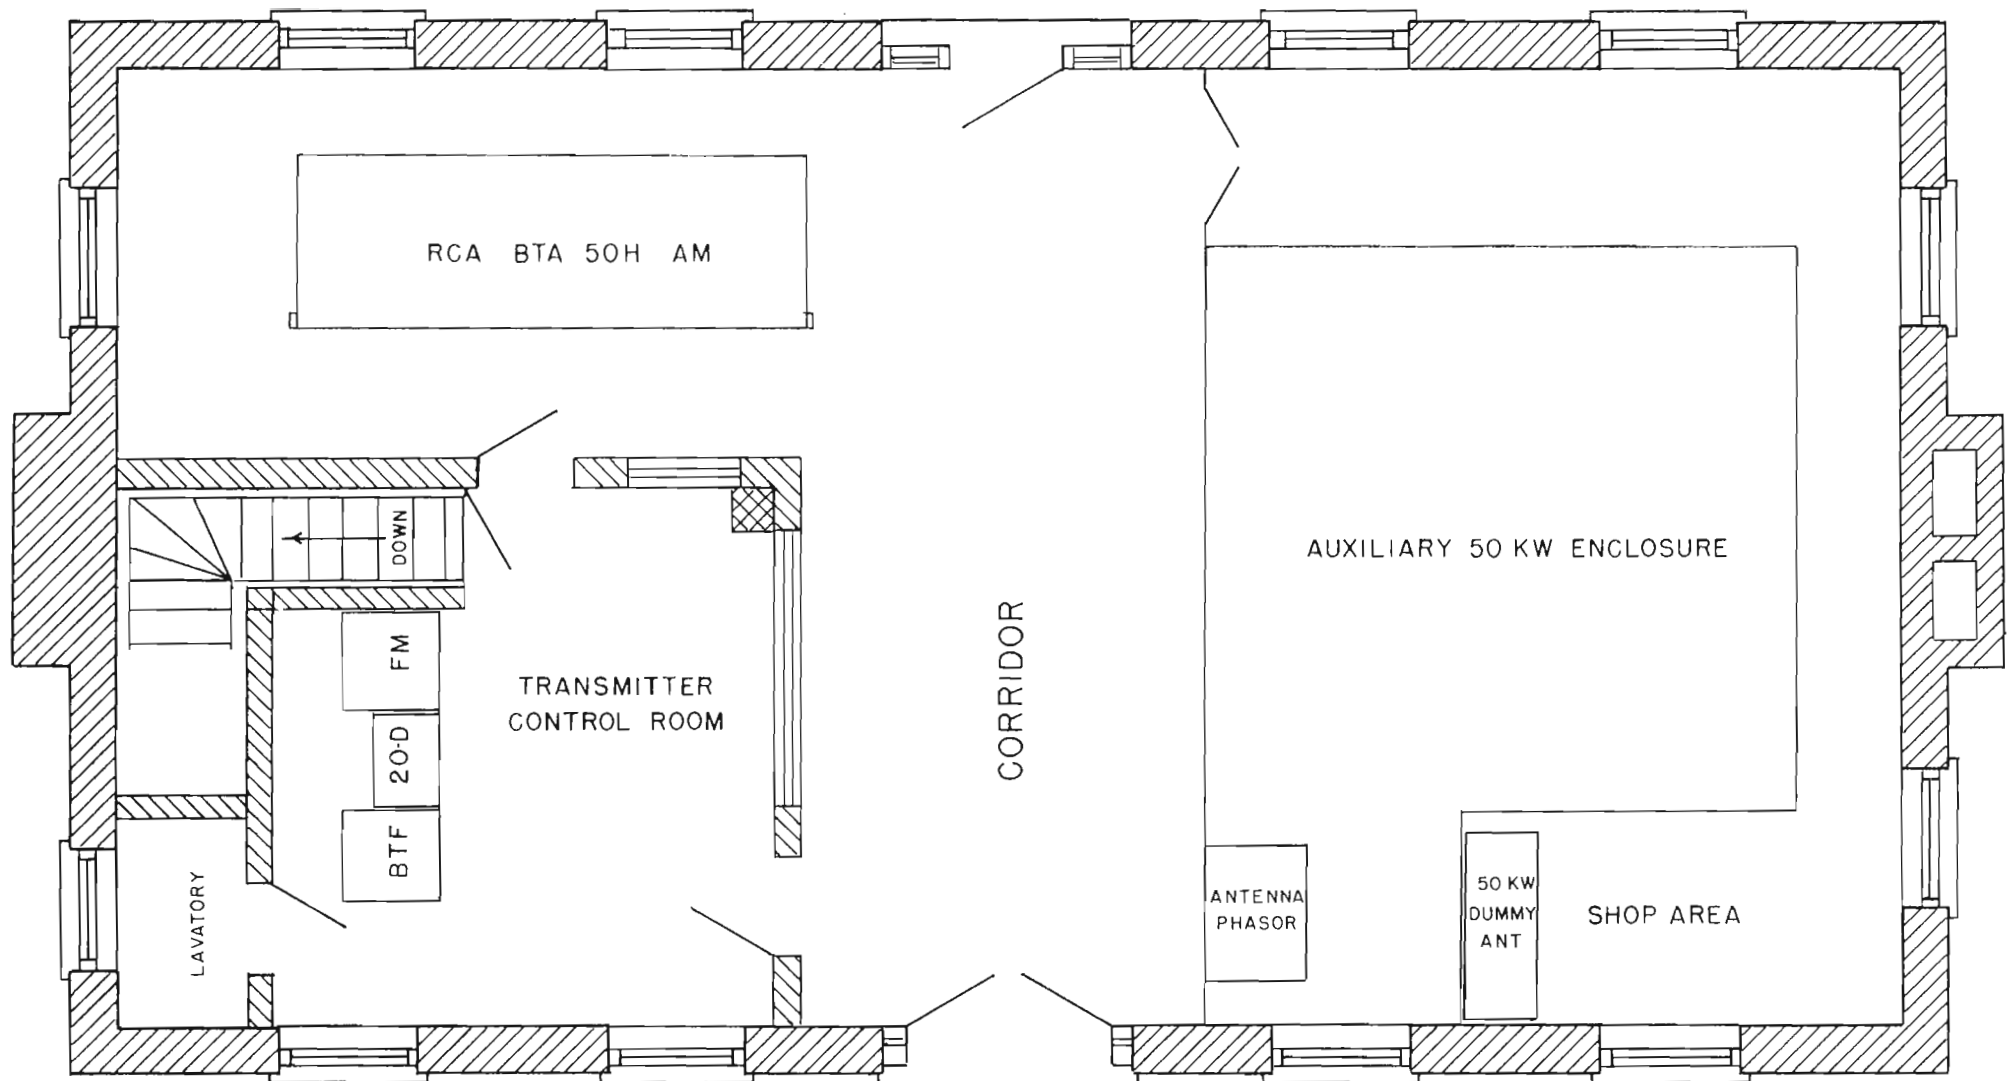 RCA BTA 50H AM
DOWN
FM
20-D
BTF
TRANSMITTER
CONTROL ROOM
LAVATORY
CORRIDOR
AUXILIARY 50 KW ENCLOSURE
ANTENNA
PHASOR
50 KW
DUMMY
ANT
SHOP AREA